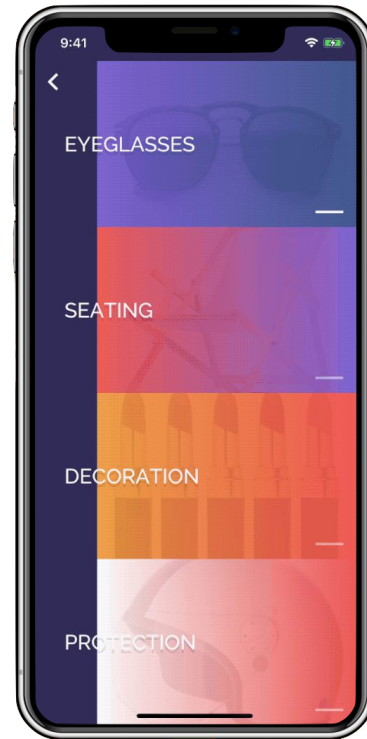 9:41
EYEGLASSES
SEATING
DECORATION
PROTECTION